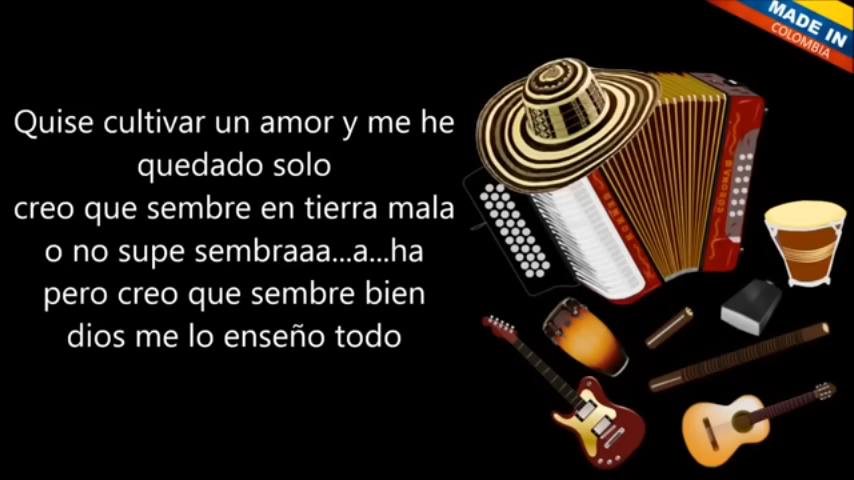 MADE IN
COLOMBIA
Quise cultivar un amor y me he
quedado solo
creo que sembre en tierra mala
o no supe sembraaa...a...ha
pero creo que sembre bien
dios me lo enseño todo